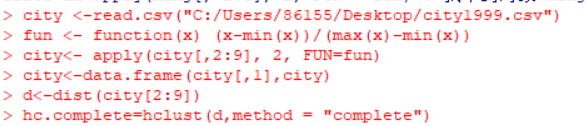 > city <-read.csv("C:/Users/86155/Desktop/city1999.csv")
> fun <- function(x) (x-min(x))/(max(x)-min(x))
> city<- apply(city[,2:9], 2, FUN=fun)
> city<-data.frame(city[,1],city)
> d<-dist(city[2:9])
> hc.complete=hclust(d,method = "complete")